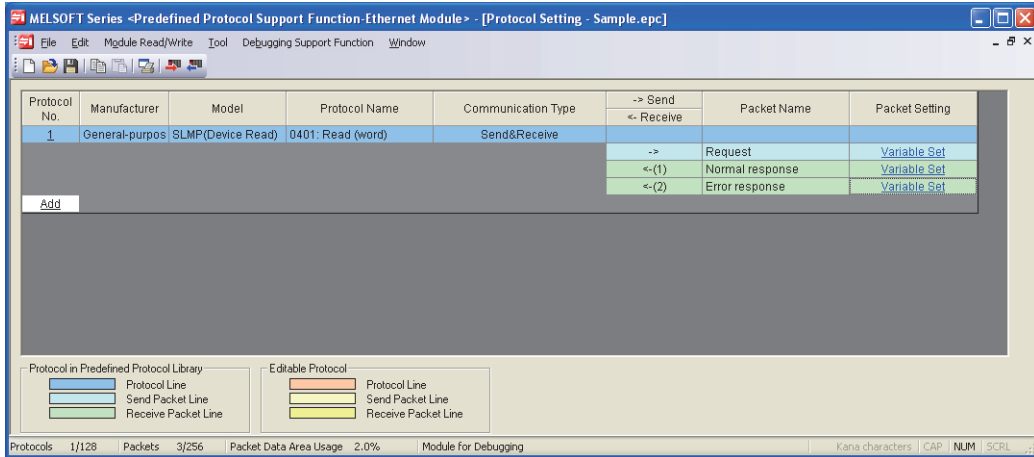 MELSOFT Series <Predefined Protocol Support Function-Ethernet Module> - [Protocol Setting - Sample.epc]
File Edit Module Read/Write Tool Debugging Support Function Window
Protocol No. Manufacturer Model Protocol Name Communication Type -> Send <- Receive Packet Name Packet Setting
1 General-purpos SLMP(Device Read) 0401: Read (word) Send&Receive
-> Request Variable Set
<-(1) Normal response Variable Set
<-(2) Error response Variable Set
Add
Protocol in Predefined Protocol Library Editable Protocol
Protocol Line Protocol Line
Send Packet Line Send Packet Line
Receive Packet Line Receive Packet Line
Protocols 1/128 Packets 3/256 Packet Data Area Usage 2.0% Module for Debugging Kana characters CAP NUM SCRL